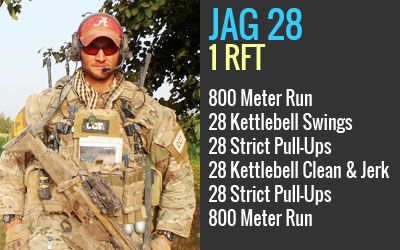 JAG 28
1 RFT
800 Meter Run
28 Kettlebell Swings
28 Strict Pull-Ups
28 Kettlebell Clean & Jerk
28 Strict Pull-Ups
800 Meter Run
A